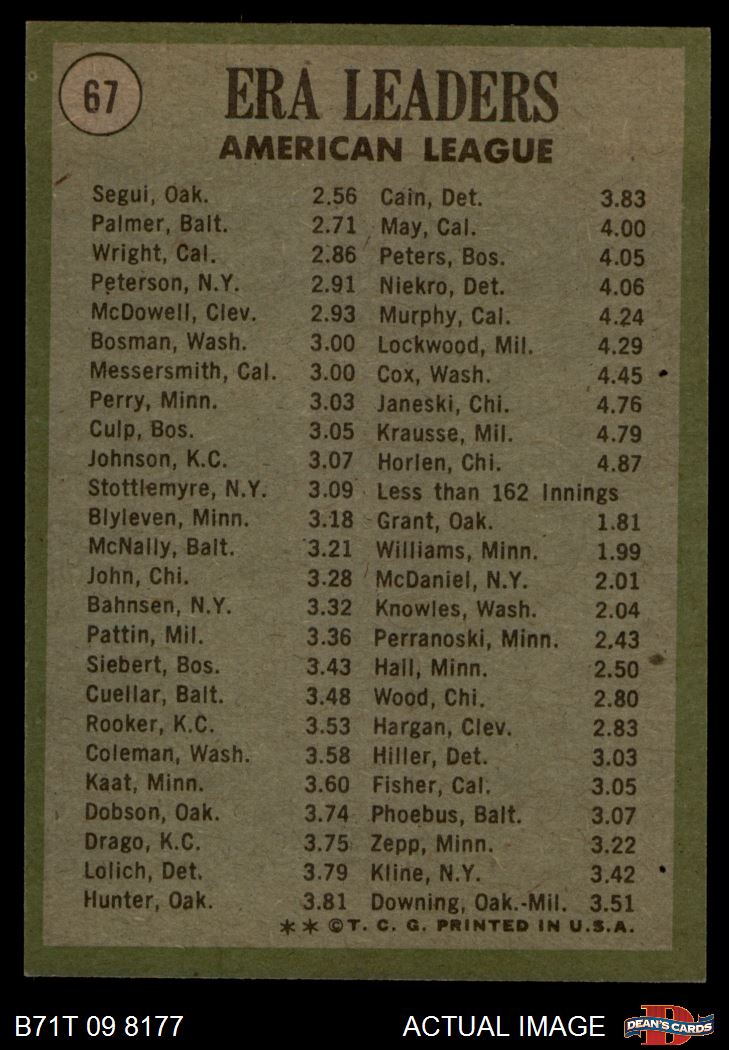 67
ERA LEADERS
AMERICAN LEAGUE
Segui, Oak. 2.56
Palmer, Balt. 2.71
Wright, Cal. 2.86
Peterson, N.Y. 2.91
McDowell, Clev. 2.93
Bosman, Wash. 3.00
Messersmith, Cal. 3.00
Perry, Minn. 3.03
Culp, Bos. 3.05
Johnson, K.C. 3.07
Stottlemyre, N.Y. 3.09
Blyleven, Minn. 3.18
McNally, Balt. 3.21
John, Chi. 3.28
Bahnsen, N.Y. 3.32
Pattin, Mil. 3.36
Siebert, Bos. 3.43
Cuellar, Balt. 3.48
Rooker, K.C. 3.53
Coleman, Wash. 3.58
Kaat, Minn. 3.60
Dobson, Oak. 3.74
Drago, K.C. 3.75
Lolich, Det. 3.79
Hunter, Oak. 3.81
Cain, Det. 3.83
May, Cal. 4.00
Peters, Bos. 4.05
Niekro, Det. 4.06
Murphy, Cal. 4.24
Lockwood, Mil. 4.29
Cox, Wash. 4.45
Janeski, Chi. 4.76
Krausse, Mil. 4.79
Horlen, Chi. 4.87
Less than 162 Innings
Grant, Oak. 1.81
Williams, Minn. 1.99
McDaniel, N.Y. 2.01
Knowles, Wash. 2.04
Perranoski, Minn. 2.43
Hall, Minn. 2.50
Wood, Chi. 2.80
Hargan, Clev. 2.83
Hiller, Det. 3.03
Fisher, Cal. 3.05
Phoebus, Balt. 3.07
Zepp, Minn. 3.22
Kline, N.Y. 3.42
Downing, Oak.-Mil. 3.51
** © T. C. G. PRINTED IN U.S.A.
B71T 09 8177
ACTUAL IMAGE
D
DEAN'S CARDS